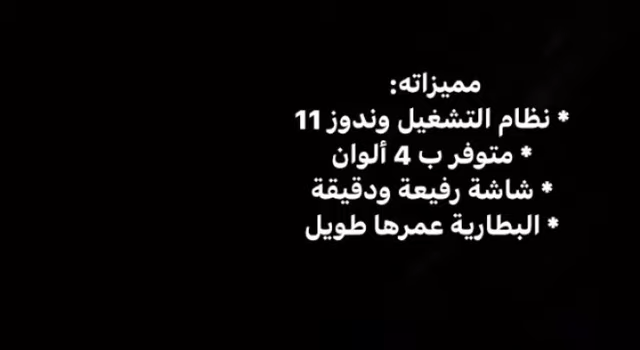 مميزاته:
* نظام التشغيل وندوز 11
* متوفر ب 4 ألوان
* شاشة رفيعة ودقيقة
* البطارية عمرها طويل